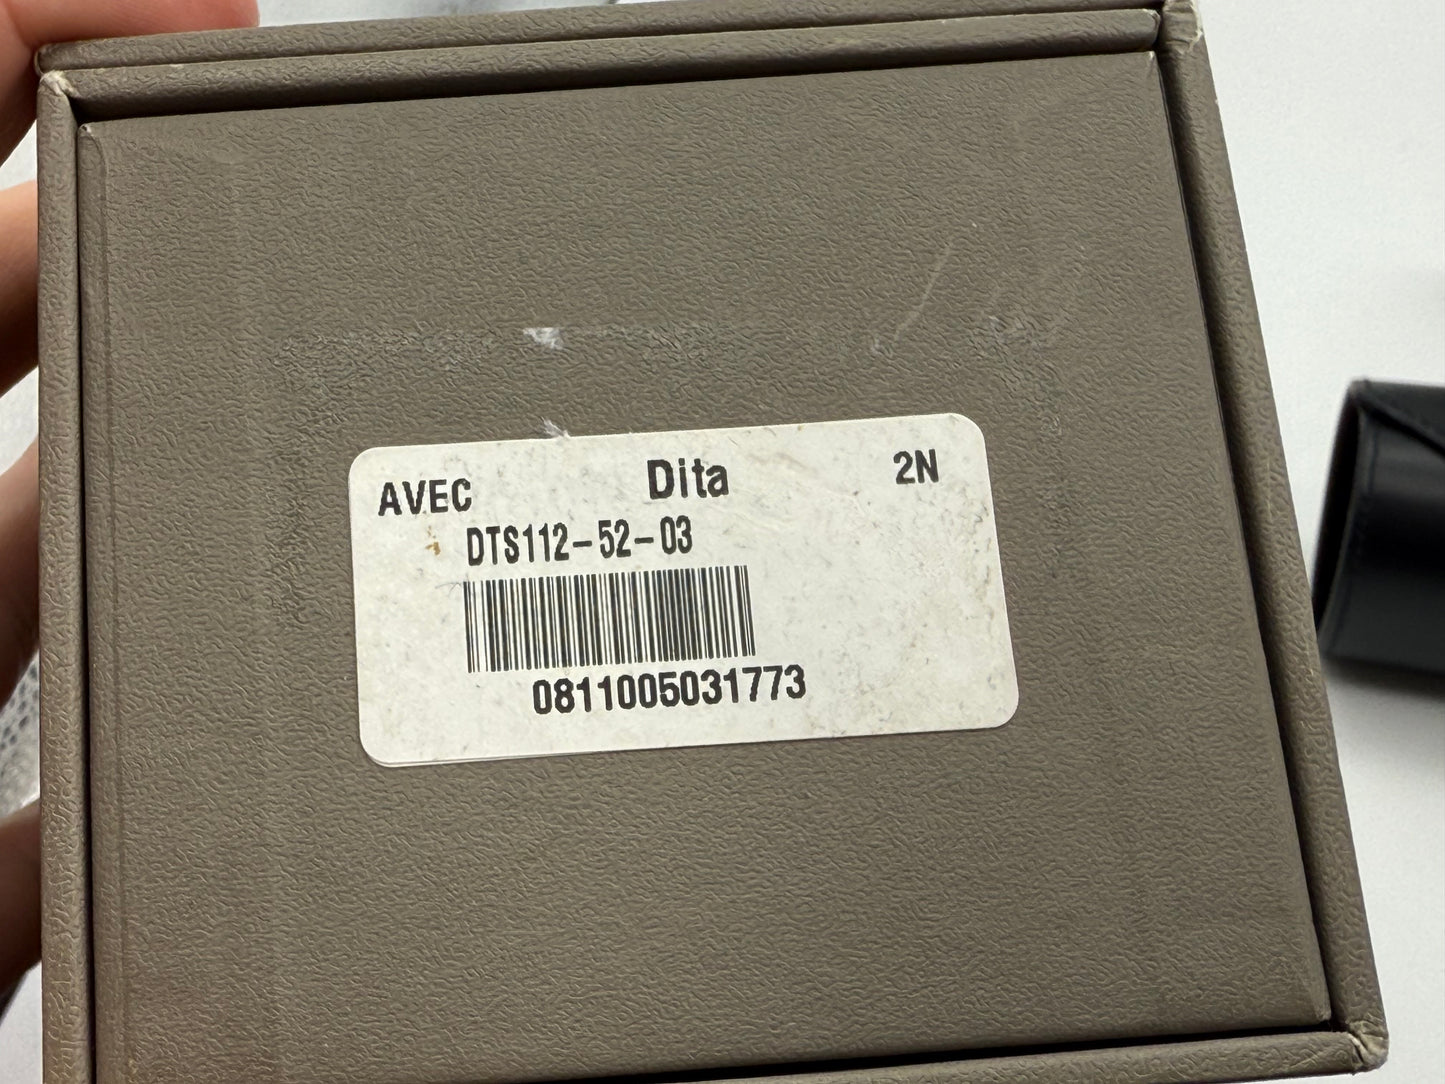 AVEC Dita 2N
DTS112-52-03
0811005031773